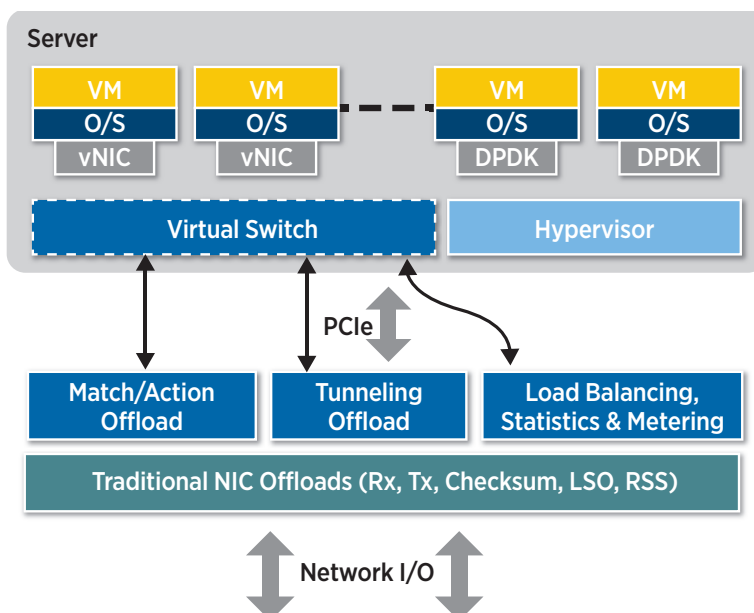 Server
VM
VM
VM
VM
O/S
O/S
O/S
O/S
vNIC
vNIC
DPDK
DPDK
Virtual Switch
Hypervisor
PCIe
Match/Action
Offload
Tunneling
Offload
Load Balancing,
Statistics & Metering
Traditional NIC Offloads (Rx, Tx, Checksum, LSO, RSS)
Network I/O